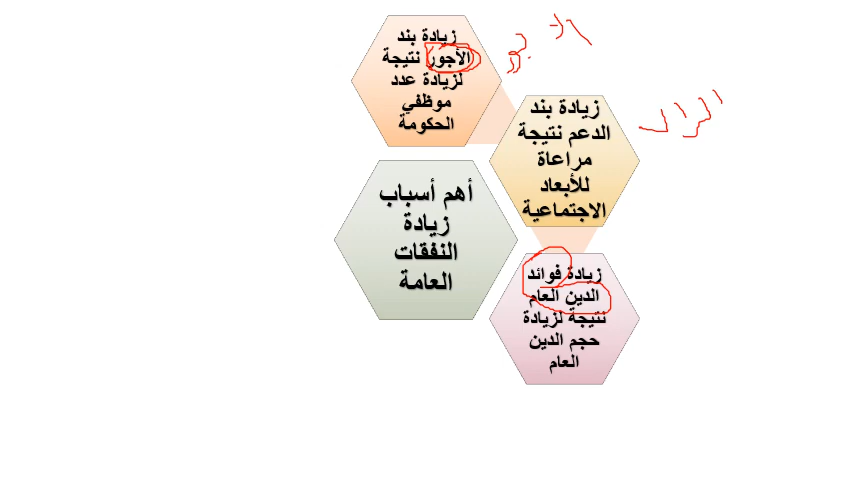 زيادة بند
الأجور نتيجة
لزيادة عدد
موظفي
الحكومة
زيادة بند
الدعم نتيجة
مراعاة
للأبعاد
الاجتماعية
أهم أسباب
زيادة
النفقات
العامة
زيادة فوائد
الدين العام
نتيجة لزيادة
حجم الدين
العام